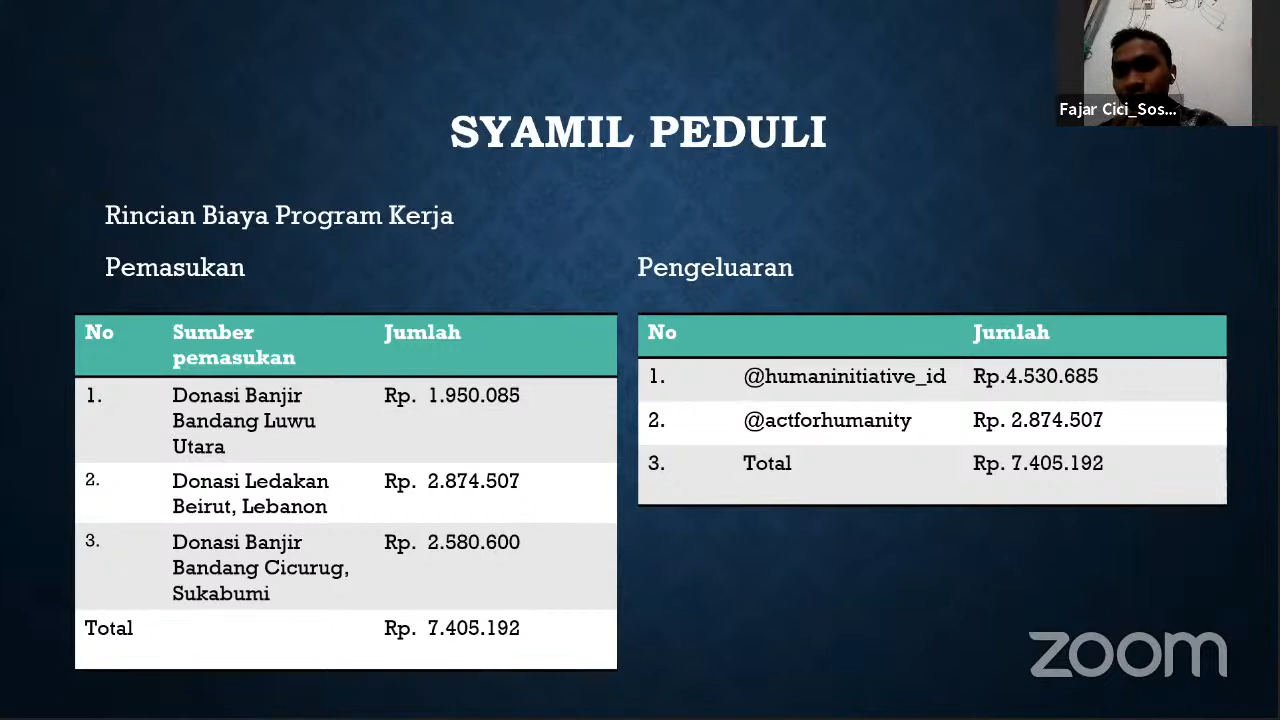 Fajar Cici_Sos...
SYAMIL PEDULI
Rincian Biaya Program Kerja
Pemasukan
No Sumber Jumlah
pemasukan
1. Donasi Banjir Rp. 1.950.085
Bandang Luwu
Utara
2. Donasi Ledakan Rp. 2.874.507
Beirut, Lebanon
3. Donasi Banjir Rp. 2.580.600
Bandang Cicurug,
Sukabumi
Total Rp. 7.405.192
Pengeluaran
No Jumlah
1. @humaninitiative_id Rp.4.530.685
2. @actforhumanity Rp. 2.874.507
3. Total Rp. 7.405.192
zoom